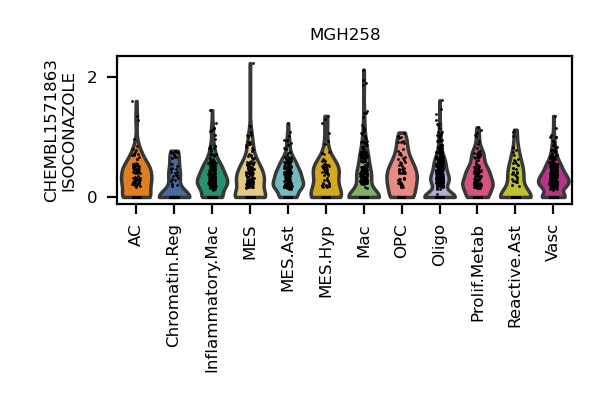 MGH258
CHEMBL1571863
ISOCONAZOLE
2
0
AC
Chromatin.Reg
Inflammatory.Mac
MES
MES.Ast
MES.Hyp
Mac
OPC
Oligo
Prolif.Metab
Reactive.Ast
Vasc